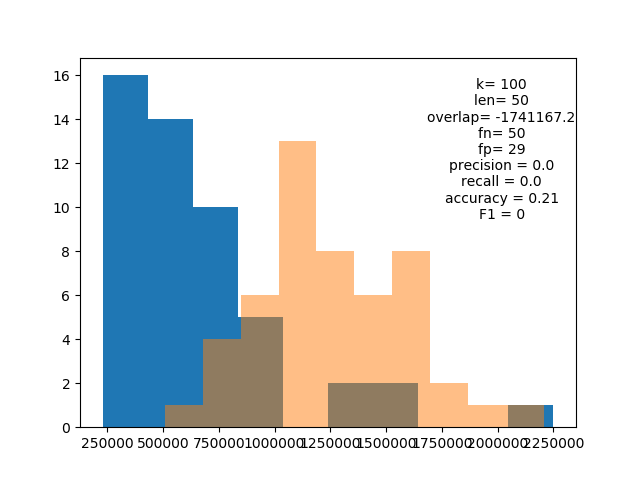 16
14
12
10
8
6
4
2
0
k= 100
len= 50
overlap= -1741167.2
fn= 50
fp= 29
precision = 0.0
recall = 0.0
accuracy = 0.21
F1 = 0
250000 500000 750000 1000000 1250000 1500000 1750000 2000000 2250000